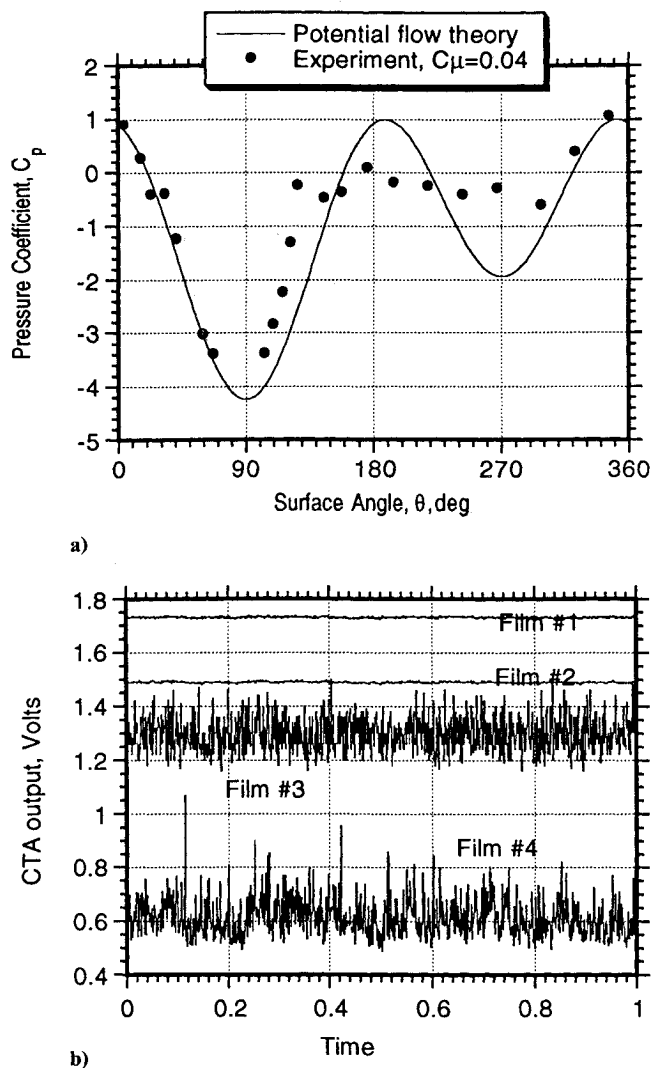 Potential flow theory
Experiment, Cμ=0.04
2
1
0
-1
-2
-3
-4
-5
Pressure Coefficient, Cp
0 90 180 270 360
Surface Angle, θ,deg
a)
1.8
1.6
1.4
1.2
1
0.8
0.6
0.4
CTA output, Volts
Film #1
Film #2
Film #3
Film #4
0 0.2 0.4 0.6 0.8 1
Time
b)